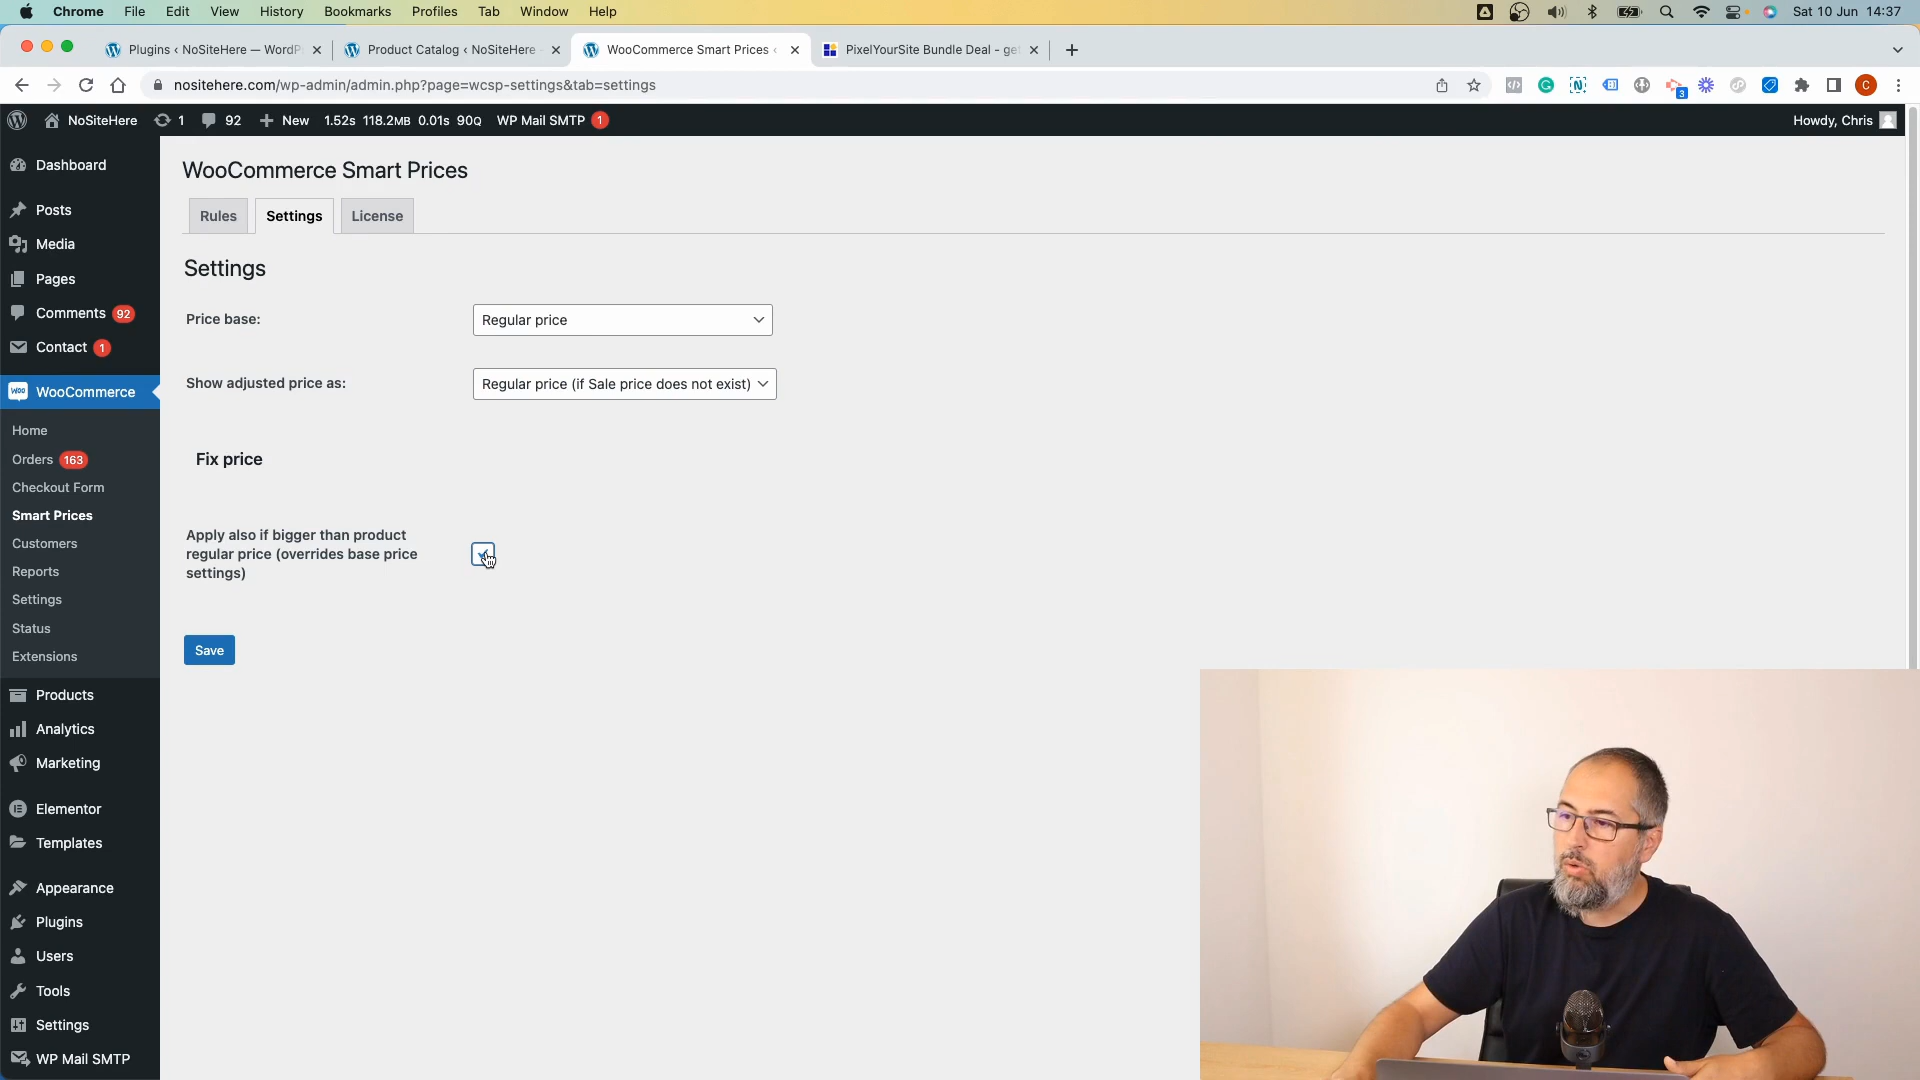 Chrome File Edit View History Bookmarks Profiles Tab Window Help Sat 10 Jun 14:37
Plugins ‹ NoSiteHere — WordP
Product Catalog ‹ NoSiteHere
WooCommerce Smart Prices ‹
PixelYourSite Bundle Deal - ge
nositehere.com/wp-admin/admin.php?page=wcsp-settings&tab=settings
3
C
NoSiteHere 1 92 New 1.52s 118.2MB 0.01s 90Q WP Mail SMTP 1 Howdy, Chris
Dashboard
Posts
Media
Pages
Comments 92
Contact 1
Woo WooCommerce
Home
Orders 163
Checkout Form
Smart Prices
Customers
Reports
Settings
Status
Extensions
Products
Analytics
Marketing
Elementor
Templates
Appearance
Plugins
Users
Tools
Settings
WP Mail SMTP
WooCommerce Smart Prices
Rules Settings License
Settings
Price base: Regular price
Show adjusted price as: Regular price (if Sale price does not exist)
Fix price
Apply also if bigger than product
regular price (overrides base price
settings)
Save